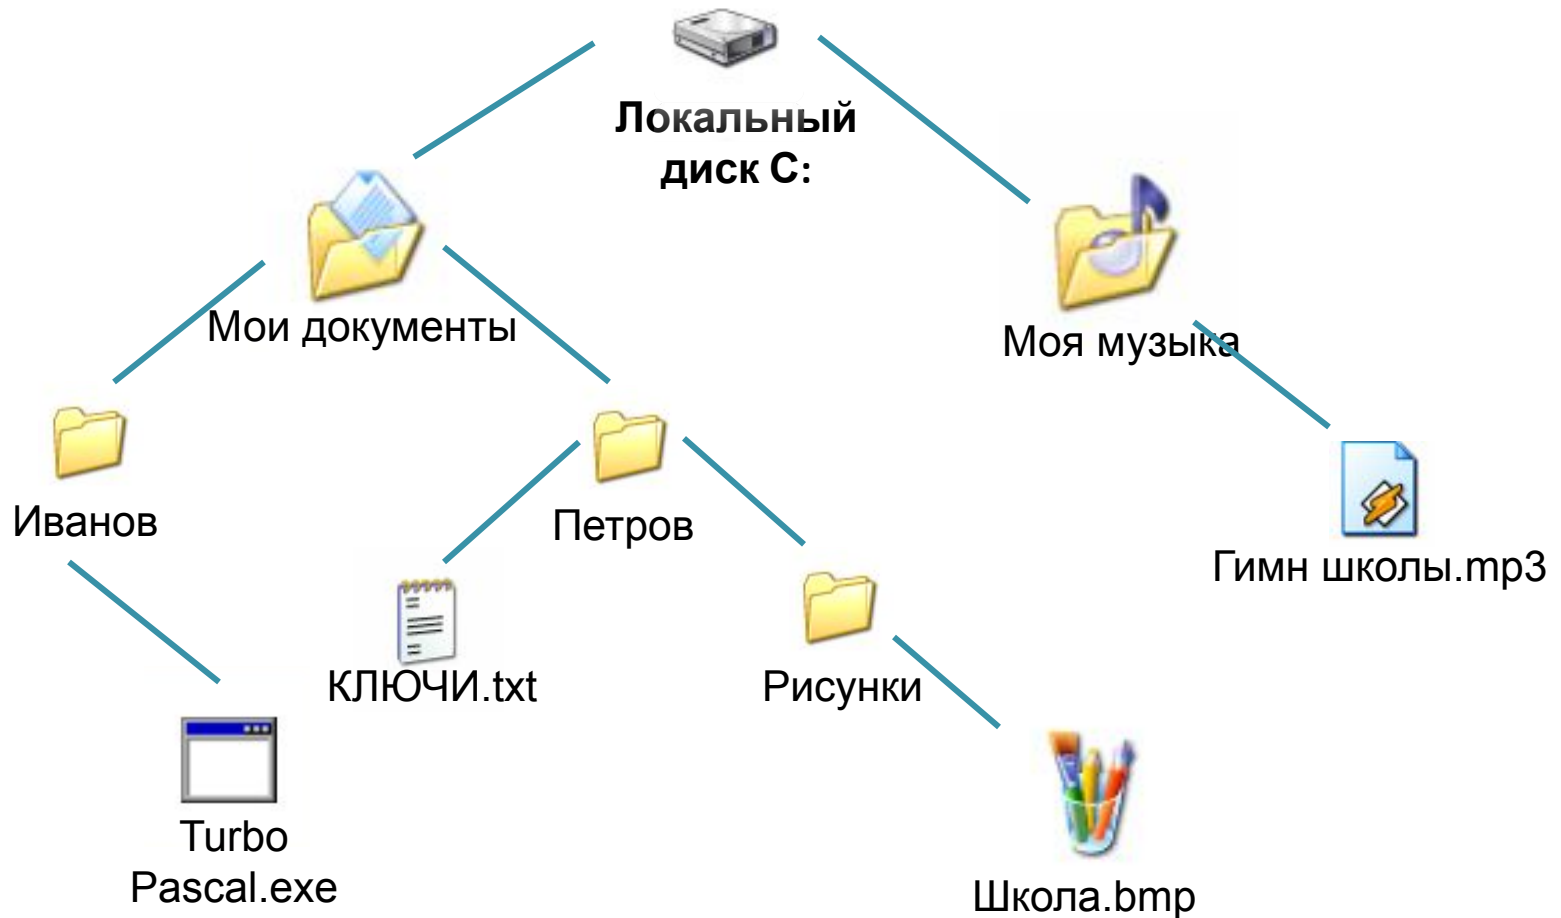 Локальный
диск C:
Мои документы
Моя музыка
Иванов
Петров
Гимн школы.mp3
КЛЮЧИ.txt
Рисунки
Turbo
Pascal.exe
Школа.bmp